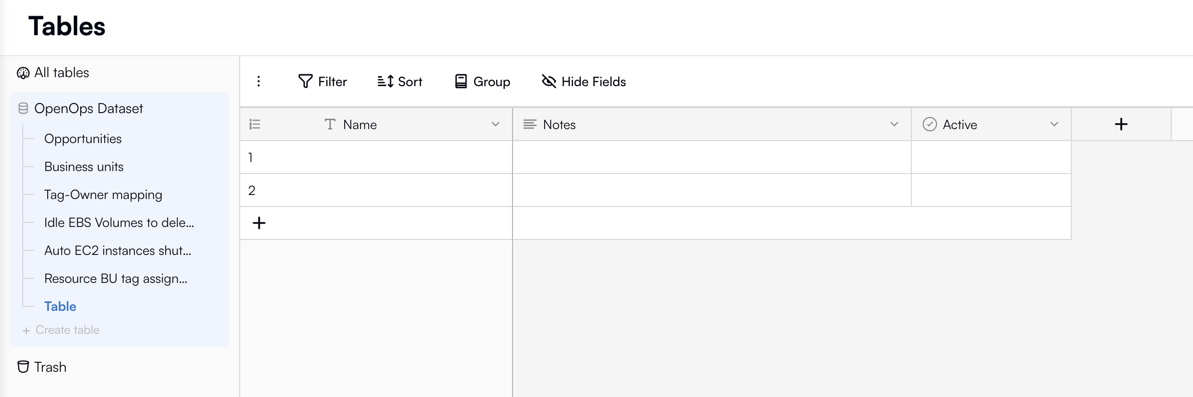 Tables
All tables
OpenOps Dataset
Opportunities
Business units
Tag-Owner mapping
Idle EBS Volumes to dele...
Auto EC2 instances shut...
Resource BU tag assign...
Table
+ Create table
Trash
Filter Sort Group Hide Fields
Name Notes Active +
1
2
+